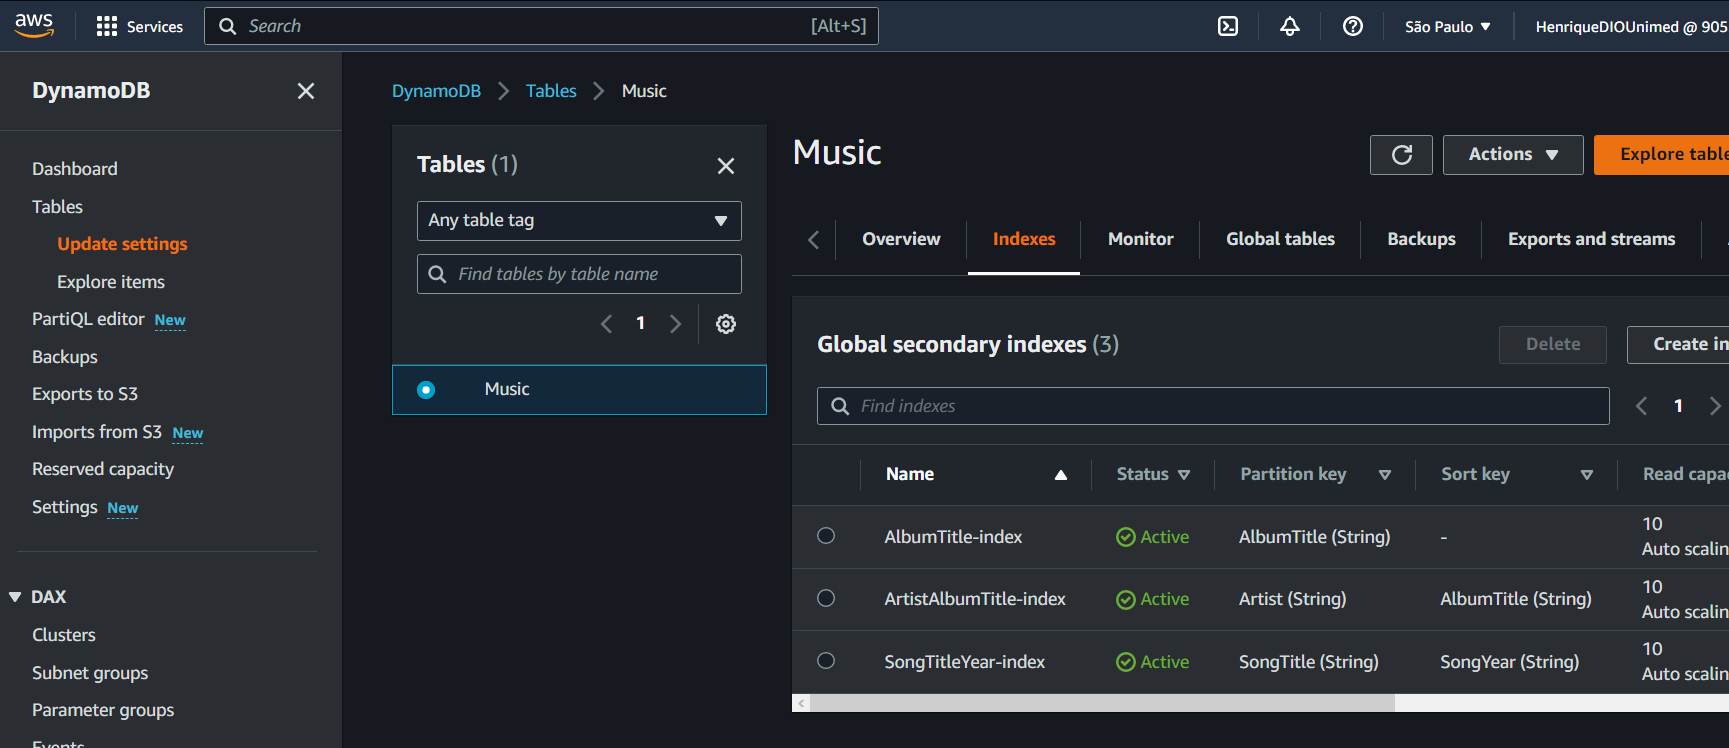 aws
Services
Search
[Alt+S]
São Paulo
HenriqueDIOUnimed @ 905
DynamoDB
Dashboard
Tables
Update settings
Explore items
PartiQL editor New
Backups
Exports to S3
Imports from S3 New
Reserved capacity
Settings New
DAX
Clusters
Subnet groups
Parameter groups
Events
DynamoDB
Tables
Music
Tables (1)
Any table tag
Find tables by table name
1
Music
Music
Actions
Explore table
Overview
Indexes
Monitor
Global tables
Backups
Exports and streams
Global secondary indexes (3)
Delete
Create in
Find indexes
1
Name Status Partition key Sort key Read capa
AlbumTitle-index Active AlbumTitle (String) - 10
Auto scalin
ArtistAlbumTitle-index Active Artist (String) AlbumTitle (String) 10
Auto scalin
SongTitleYear-index Active SongTitle (String) SongYear (String) 10
Auto scalin